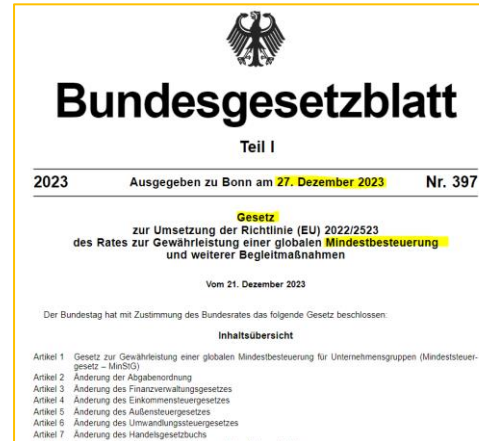 Bundesgesetzblatt
Teil I
2023 Ausgegeben zu Bonn am 27. Dezember 2023 Nr. 397
Gesetz
zur Umsetzung der Richtlinie (EU) 2022/2523
des Rates zur Gewährleistung einer globalen Mindestbesteuerung
und weiterer Begleitmaßnahmen
Vom 21. Dezember 2023
Der Bundestag hat mit Zustimmung des Bundesrates das folgende Gesetz beschlossen:
Inhaltsübersicht
Artikel 1 Gesetz zur Gewährleistung einer globalen Mindestbesteuerung für Unternehmensgruppen (Mindeststeuer-
gesetz – MinStG)
Artikel 2 Änderung der Abgabenordnung
Artikel 3 Änderung des Finanzverwaltungsgesetzes
Artikel 4 Änderung des Einkommensteuergesetzes
Artikel 5 Änderung des Außensteuergesetzes
Artikel 6 Änderung des Umwandlungssteuergesetzes
Artikel 7 Änderung des Handelsgesetzbuchs